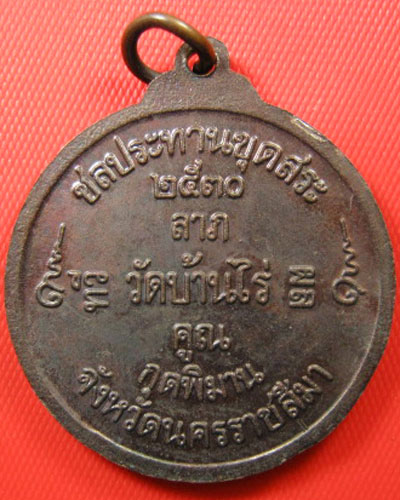 ชลประทานขุดสระ
๒๕๓๐
ลาภ
วัดบ้านไร่
คูณ
กุดพิมาน
จังหวัดนครราชสีมา